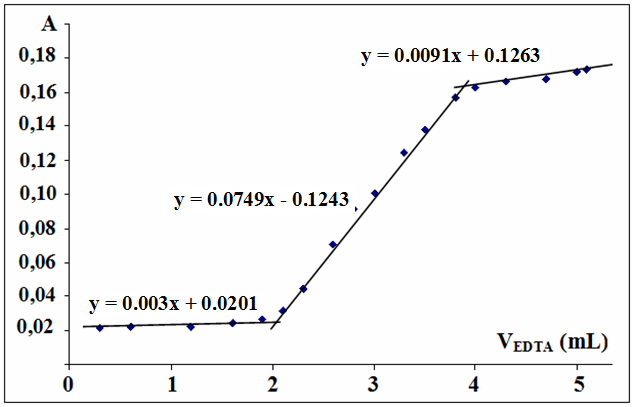 A
0,18
y = 0.0091x + 0.1263
0,16
0,14
0,12
0,10
y = 0.0749x - 0.1243
0,08
0,06
0,04
y = 0.003x + 0.0201
0,02
V_EDTA (mL)
0 1 2 3 4 5